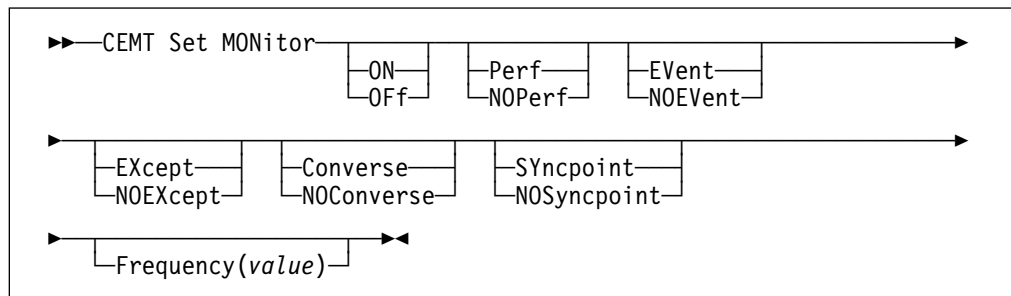 CEMT Set MONitor
ON Perf EVent
OFf NOPerf NOEVent
EXcept Converse SYncpoint
NOEXcept NOConverse NOSyncpoint
Frequency(value)